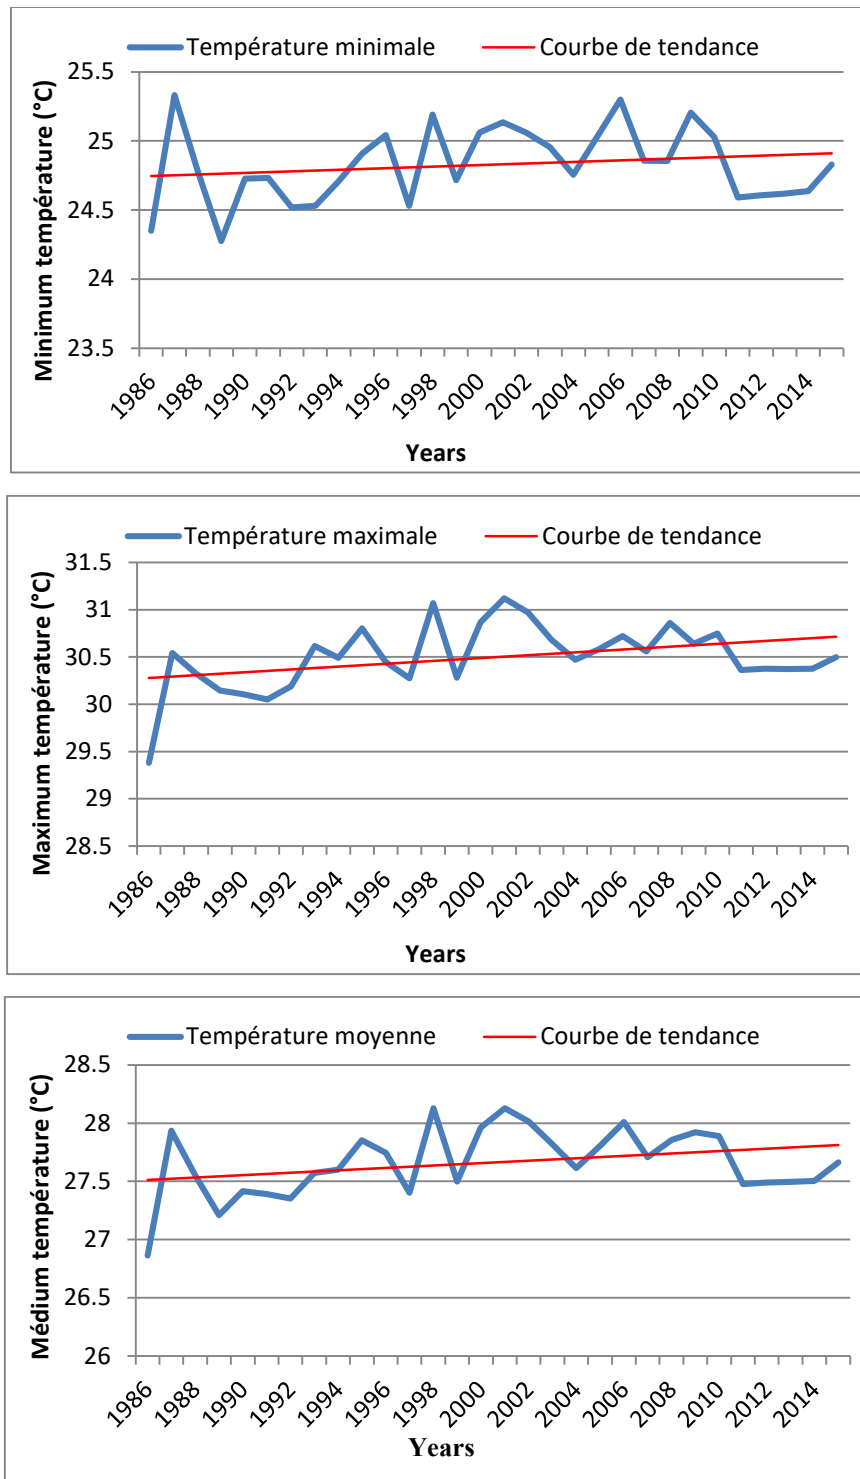 Température minimale Courbe de tendance
25.5
25
24.5
24
23.5
Minimum température (°C)
1986 1988 1990 1992 1994 1996 1998 2000 2002 2004 2006 2008 2010 2012 2014
Years
Température maximale Courbe de tendance
31.5
31
30.5
30
29.5
29
28.5
Maximum température (°C)
1986 1988 1990 1992 1994 1996 1998 2000 2002 2004 2006 2008 2010 2012 2014
Years
Température moyenne Courbe de tendance
28.5
28
27.5
27
26.5
26
Médium température (°C)
1986 1988 1990 1992 1994 1996 1998 2000 2002 2004 2006 2008 2010 2012 2014
Years